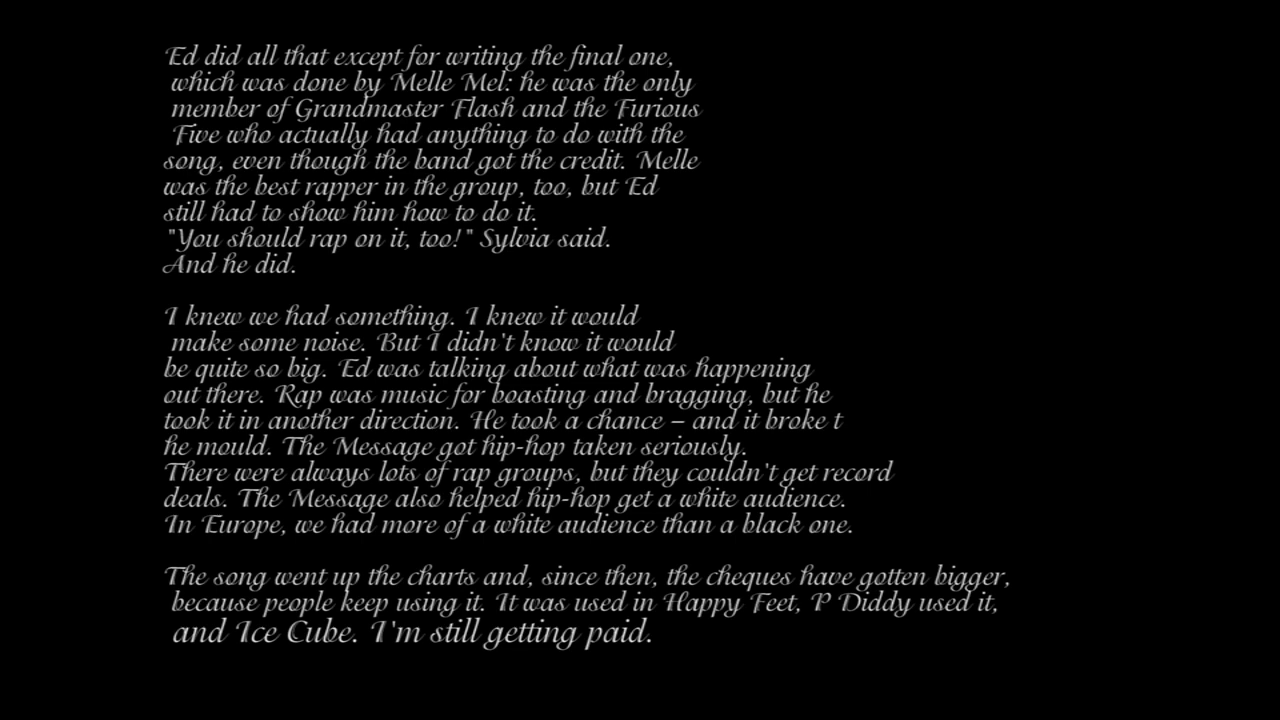 Ed did all that except for writing the final one,
which was done by Melle Mel: he was the only
member of Grandmaster Flash and the Furious
Five who actually had anything to do with the
song, even though the band got the credit. Melle
was the best rapper in the group, too, but Ed
still had to show him how to do it.
"You should rap on it, too!" Sylvia said.
And he did.
I knew we had something. I knew it would
make some noise. But I didn't know it would
be quite so big. Ed was talking about what was happening
out there. Rap was music for boasting and bragging, but he
took it in another direction. He took a chance – and it broke t
he mould. The Message got hip-hop taken seriously.
There were always lots of rap groups, but they couldn't get record
deals. The Message also helped hip-hop get a white audience.
In Europe, we had more of a white audience than a black one.
The song went up the charts and, since then, the cheques have gotten bigger,
because people keep using it. It was used in Happy Feet, P Diddy used it,
and Ice Cube. I'm still getting paid.